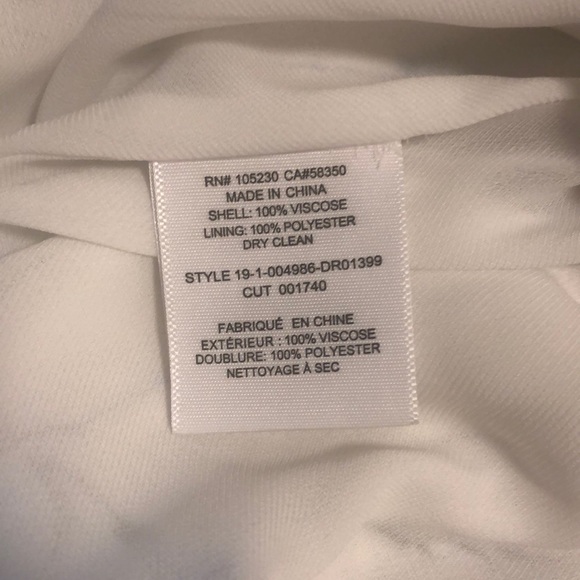 RN# 105230 CA#58350
MADE IN CHINA
SHELL: 100% VISCOSE
LINING: 100% POLYESTER
DRY CLEAN
STYLE 19-1-004986-DR01399
CUT 001740
FABRIQUÉ EN CHINE
EXTÉRIEUR : 100% VISCOSE
DOUBLURE: 100% POLYESTER
NETTOYAGE À SEC